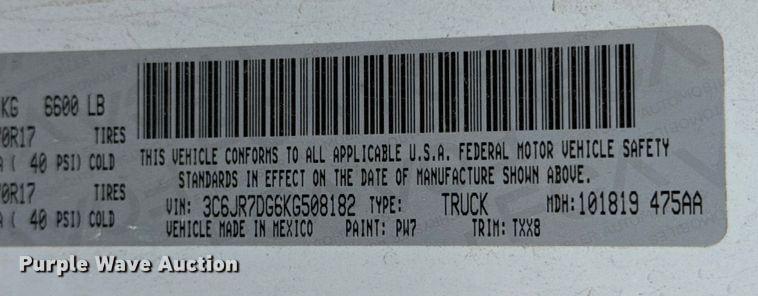 KG 6600 LB
0R17 TIRES
A ( 40 PSI) COLD
0R17 TIRES
A ( 40 PSI) COLD
THIS VEHICLE CONFORMS TO ALL APPLICABLE U.S.A. FEDERAL MOTOR VEHICLE SAFETY
STANDARDS IN EFFECT ON THE DATE OF MANUFACTURE SHOWN ABOVE.
VIN: 3C6JR7DG6KG508182 TYPE: TRUCK MDH:101819 475AA
VEHICLE MADE IN MEXICO PAINT: PW7 TRIM: TXX8
Purple Wave Auction